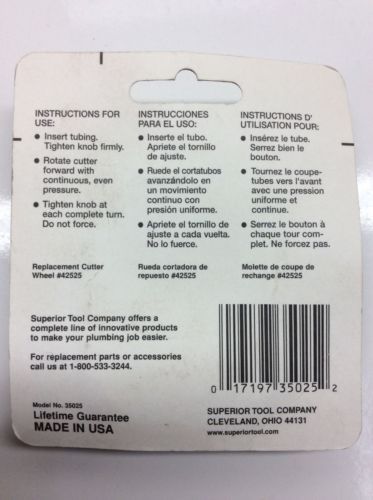 INSTRUCTIONS FOR
USE:
● Insert tubing.
Tighten knob firmly.
● Rotate cutter
forward with
continuous, even
pressure.
● Tighten knob at
each complete turn.
Do not force.
Replacement Cutter
Wheel #42525
INSTRUCCIONES
PARA EL USO:
● Inserte el tubo.
Apriete el tornillo
de ajuste.
● Ruede el cortatubos
avanzándolo en
un movimiento
continuo con
presión uniforme.
● Apriete el tornillo de
ajuste a cada vuelta.
No lo fuerce.
Rueda cortadora de
repuesto #42525
INSTRUCTIONS D'
UTILISATION POUR:
● Insérez le tube.
Serrez bien le
bouton.
● Tournez le coupe-
tubes vers l'avant
avec une pression
uniforme et
continue.
● Serrez le bouton à
chaque tour com-
plet. Ne forcez pas.
Molette de coupe de
rechange #42525
Superior Tool Company offers a
complete line of innovative products
to make your plumbing job easier.
For replacement parts or accessories
call us at 1-800-533-3244.
Model No. 35025
Lifetime Guarantee
MADE IN USA
0 17197 35025 2
SUPERIOR TOOL COMPANY
CLEVELAND, OHIO 44131
www.superiortool.com